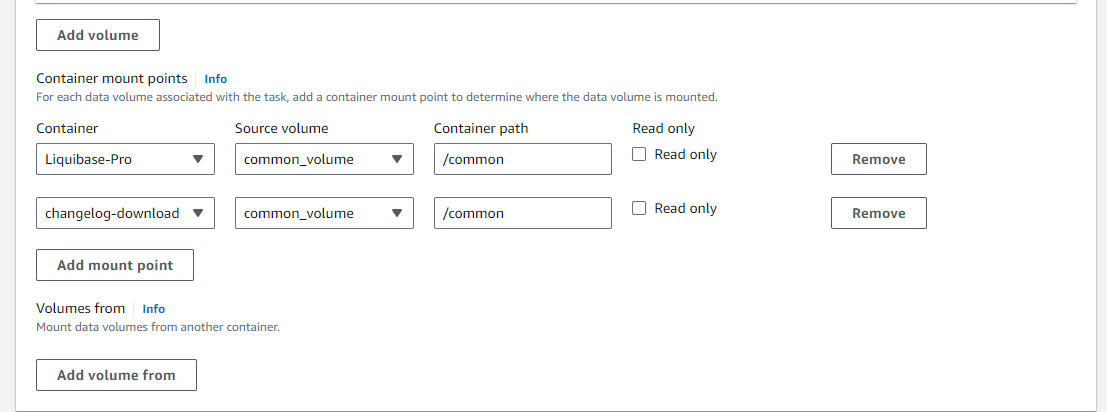 Add volume
Container mount points Info
For each data volume associated with the task, add a container mount point to determine where the data volume is mounted.
Container Source volume Container path Read only
Liquibase-Pro common_volume /common Read only Remove
changelog-download common_volume /common Read only Remove
Add mount point
Volumes from Info
Mount data volumes from another container.
Add volume from